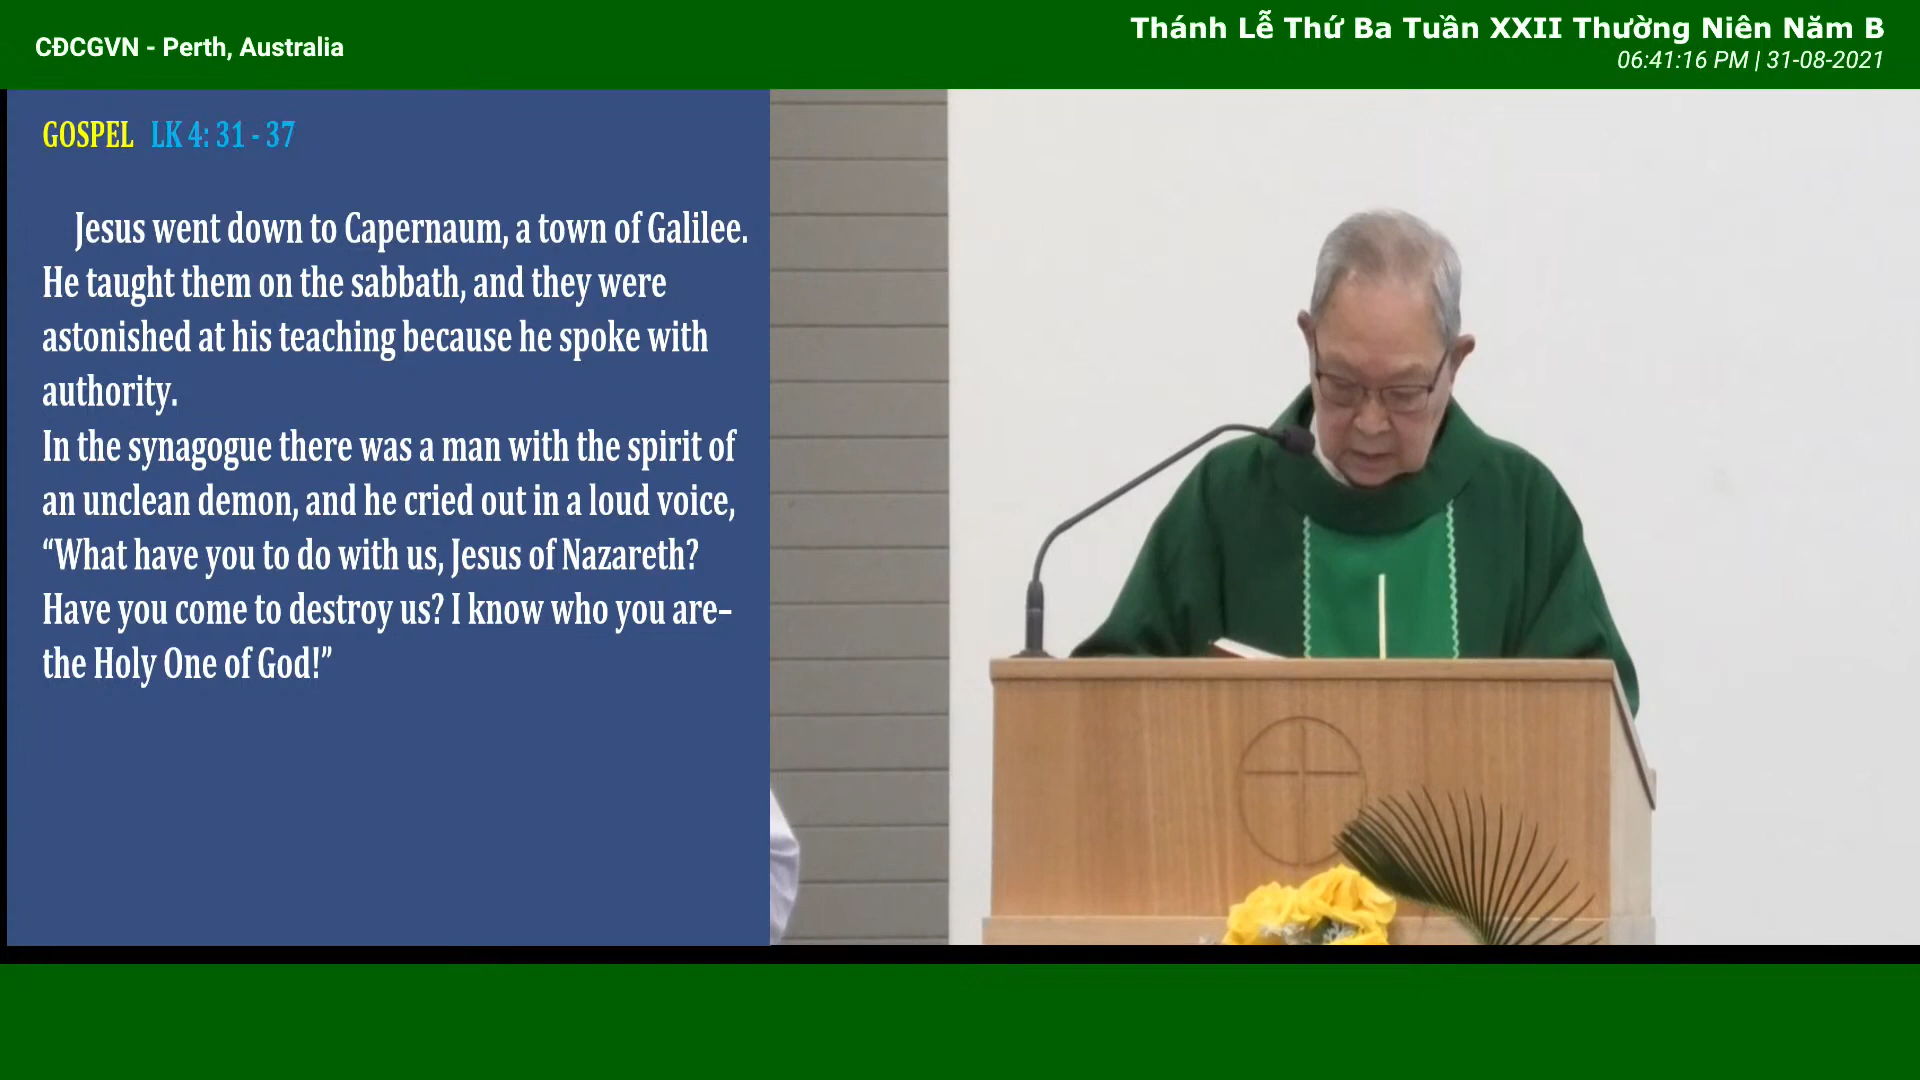 CĐCGVN - Perth, Australia
Thánh Lễ Thứ Ba Tuần XXII Thường Niên Năm B
06:41:16 PM | 31-08-2021
GOSPEL LK 4: 31 - 37
Jesus went down to Capernaum, a town of Galilee.
He taught them on the sabbath, and they were
astonished at his teaching because he spoke with
authority.
In the synagogue there was a man with the spirit of
an unclean demon, and he cried out in a loud voice,
“What have you to do with us, Jesus of Nazareth?
Have you come to destroy us? I know who you are–
the Holy One of God!”